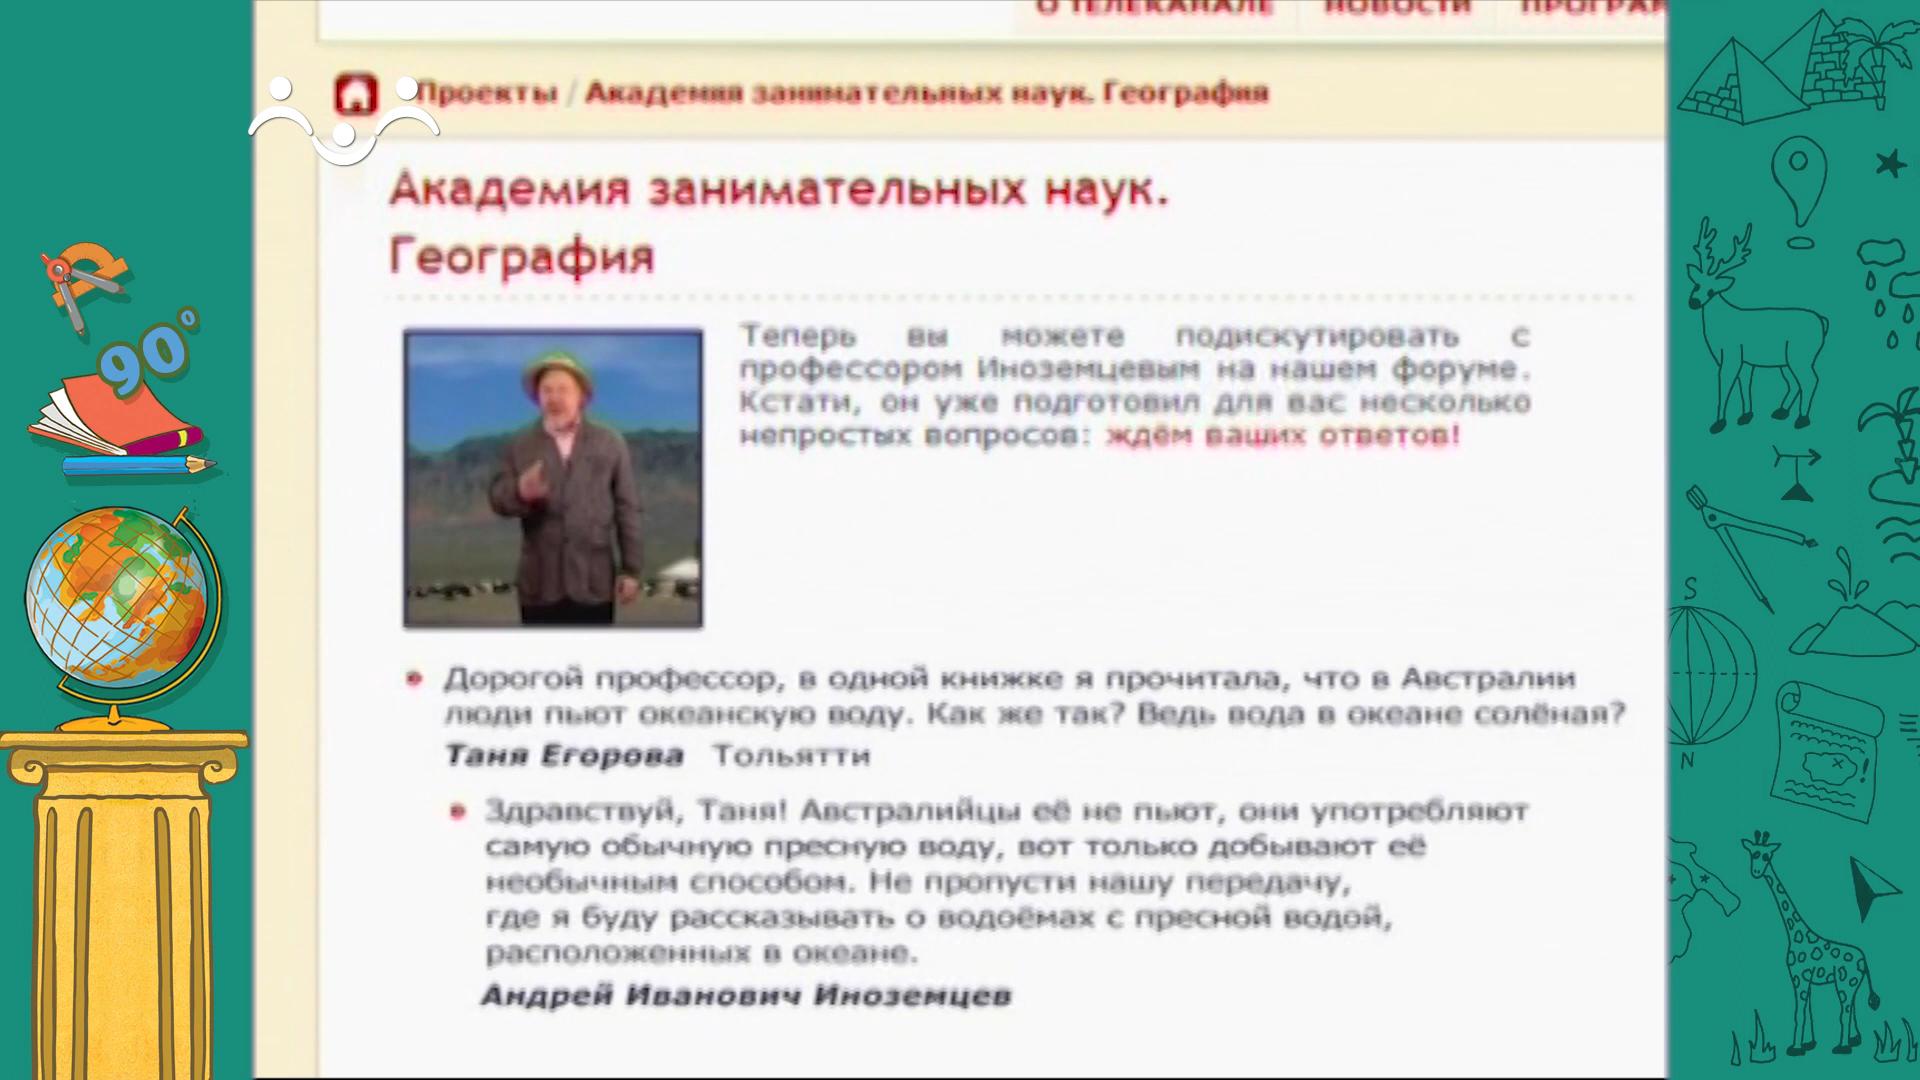 О ТЕЛЕКАНАЛЕ НОВОСТИ ПРОГРАМ
Проекты / Академия занимательных наук. География
Академия занимательных наук.
География
Теперь вы можете подискутировать с
профессором Иноземцевым на нашем форуме.
Кстати, он уже подготовил для вас несколько
непростых вопросов: ждём ваших ответов!
90°
Дорогой профессор, в одной книжке я прочитала, что в Австралии
люди пьют океанскую воду. Как же так? Ведь вода в океане солёная?
Таня Егорова Тольятти
Здравствуй, Таня! Австралийцы её не пьют, они употребляют
самую обычную пресную воду, вот только добывают её
необычным способом. Не пропусти нашу передачу,
где я буду рассказывать о водоёмах с пресной водой,
расположенных в океане.
Андрей Иванович Иноземцев
S
N